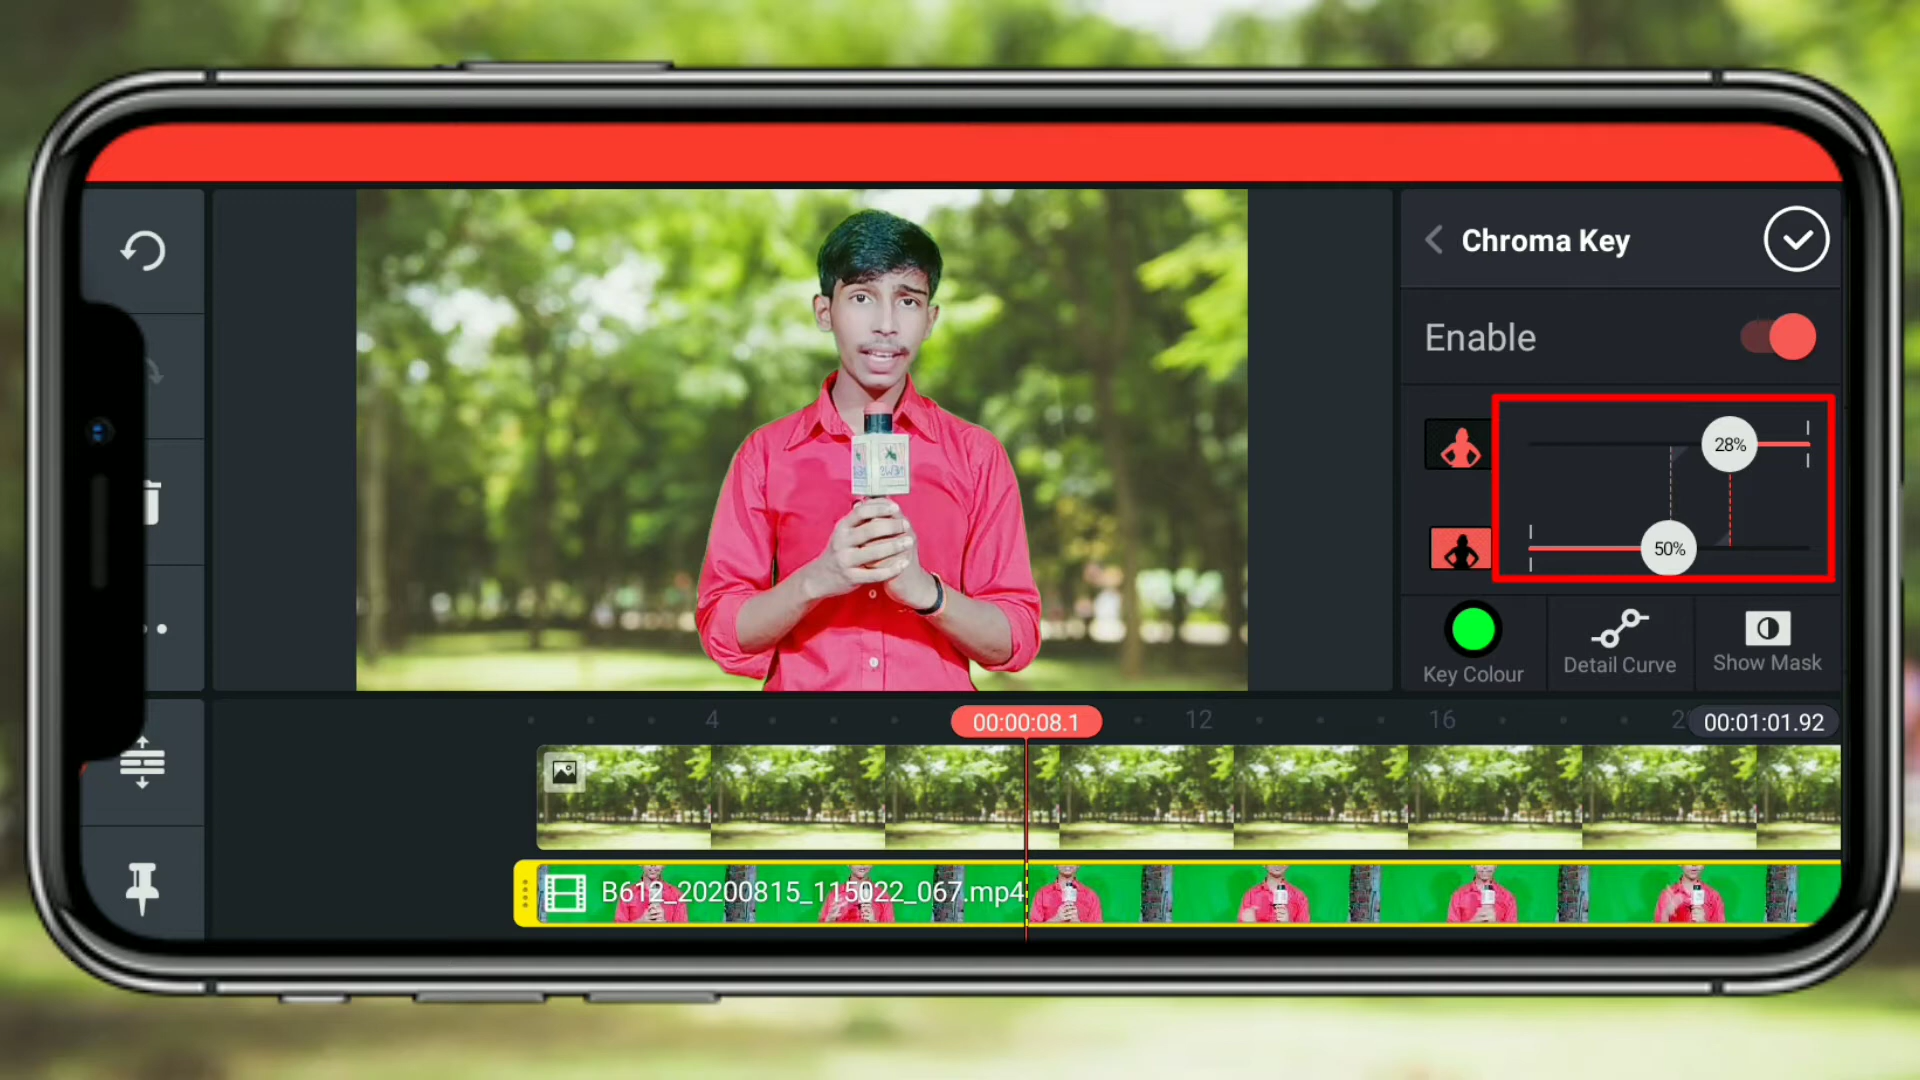 Chroma Key
Enable
28%
50%
Key Colour
Detail Curve
Show Mask
4
00:00:08.1
12
16
2
00:01:01.92
B612_20200815_115022_067.mp4